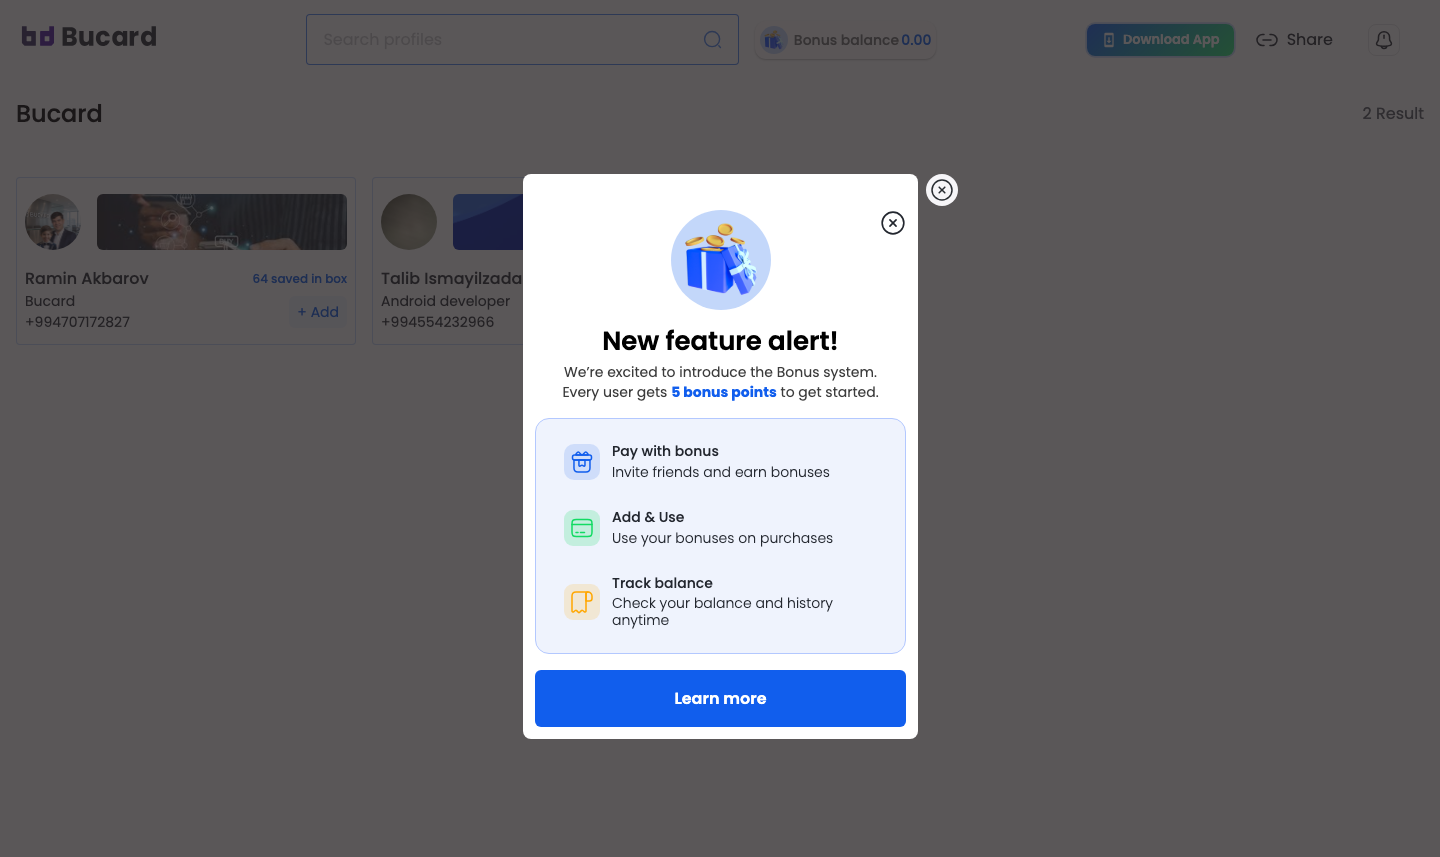 bd Bucard
Search profiles
Bonus balance 0.00
Download App
Share
Bucard
2 Result
Ramin Akbarov
64 saved in box
Bucard
+994707172827
+ Add
Talib Ismayilzada
Android developer
+994554232966
New feature alert!
We’re excited to introduce the Bonus system.
Every user gets 5 bonus points to get started.
Pay with bonus
Invite friends and earn bonuses
Add & Use
Use your bonuses on purchases
Track balance
Check your balance and history
anytime
Learn more